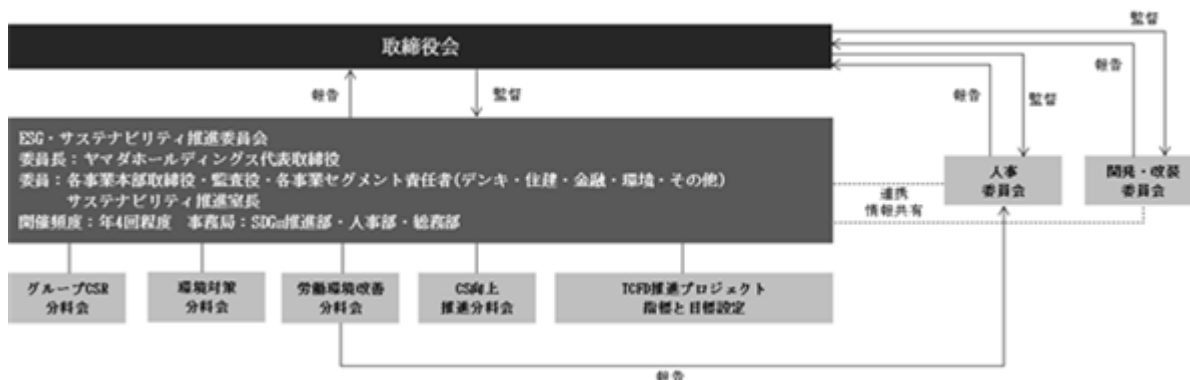 監督
取締役会
報告
報告
監督
報告
監督
ESG・サステナビリティ推進委員会
委員長：ヤマダホールディングス代表取締役
委員：各事業本部取締役・監査役・各事業セグメント責任者(デンキ・住建・金融・環境・その他)
サステナビリティ推進室長
開催頻度：年4回程度　事務局：SDGs推進部・人事部・総務部
人事
委員会
開発・改装
委員会
連携
情報共有
グループCSR
分科会
環境対策
分科会
労働環境改善
分科会
CS向上
推進分科会
TCFD推進プロジェクト
指標と目標設定
報告